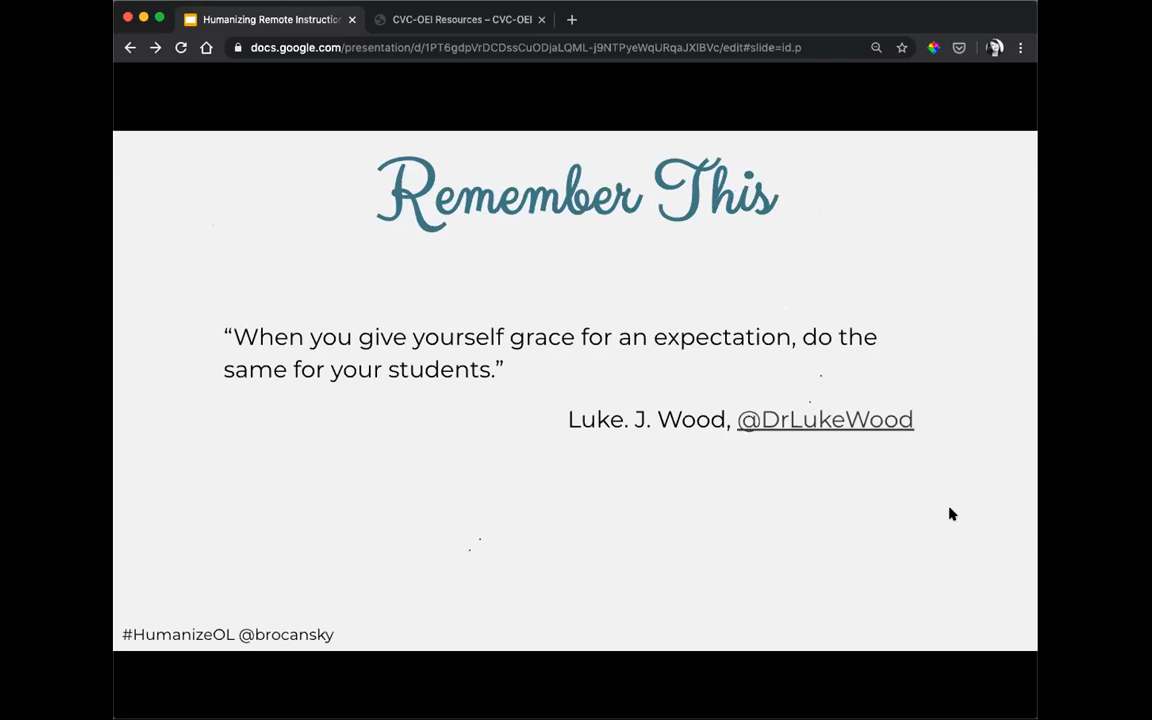 Humanizing Remote Instruction
CVC-OEI Resources – CVC-OEI
docs.google.com/presentation/d/1PT6gdpVrDCDssCuODjaLQML-j9NTPyeWqURqaJXlBVc/edit#slide=id.p
Remember This
“When you give yourself grace for an expectation, do the
same for your students.”
Luke. J. Wood, @DrLukeWood
#HumanizeOL @brocansky